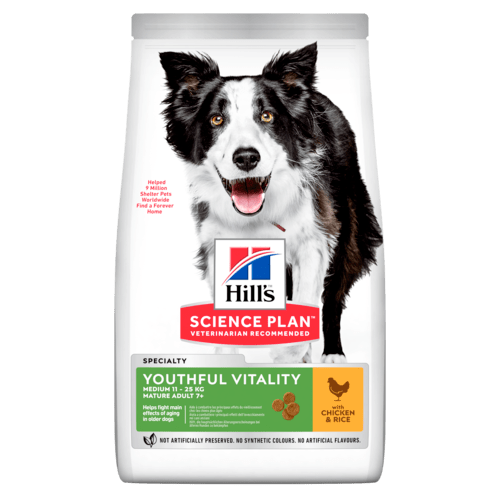 Helped
9 Million
Shelter Pets
Worldwide
Find a Forever
Home
Hill's
SCIENCE PLAN™
VETERINARIAN RECOMMENDED
SPECIALTY
YOUTHFUL VITALITY
MEDIUM 11 - 25 KG
MATURE ADULT 7+
Helps fight main
effects of aging
in older dogs
with
CHICKEN
& RICE
NOT ARTIFICIALLY PRESERVED. NO SYNTHETIC COLOURS. NO ARTIFICIAL FLAVOURS.